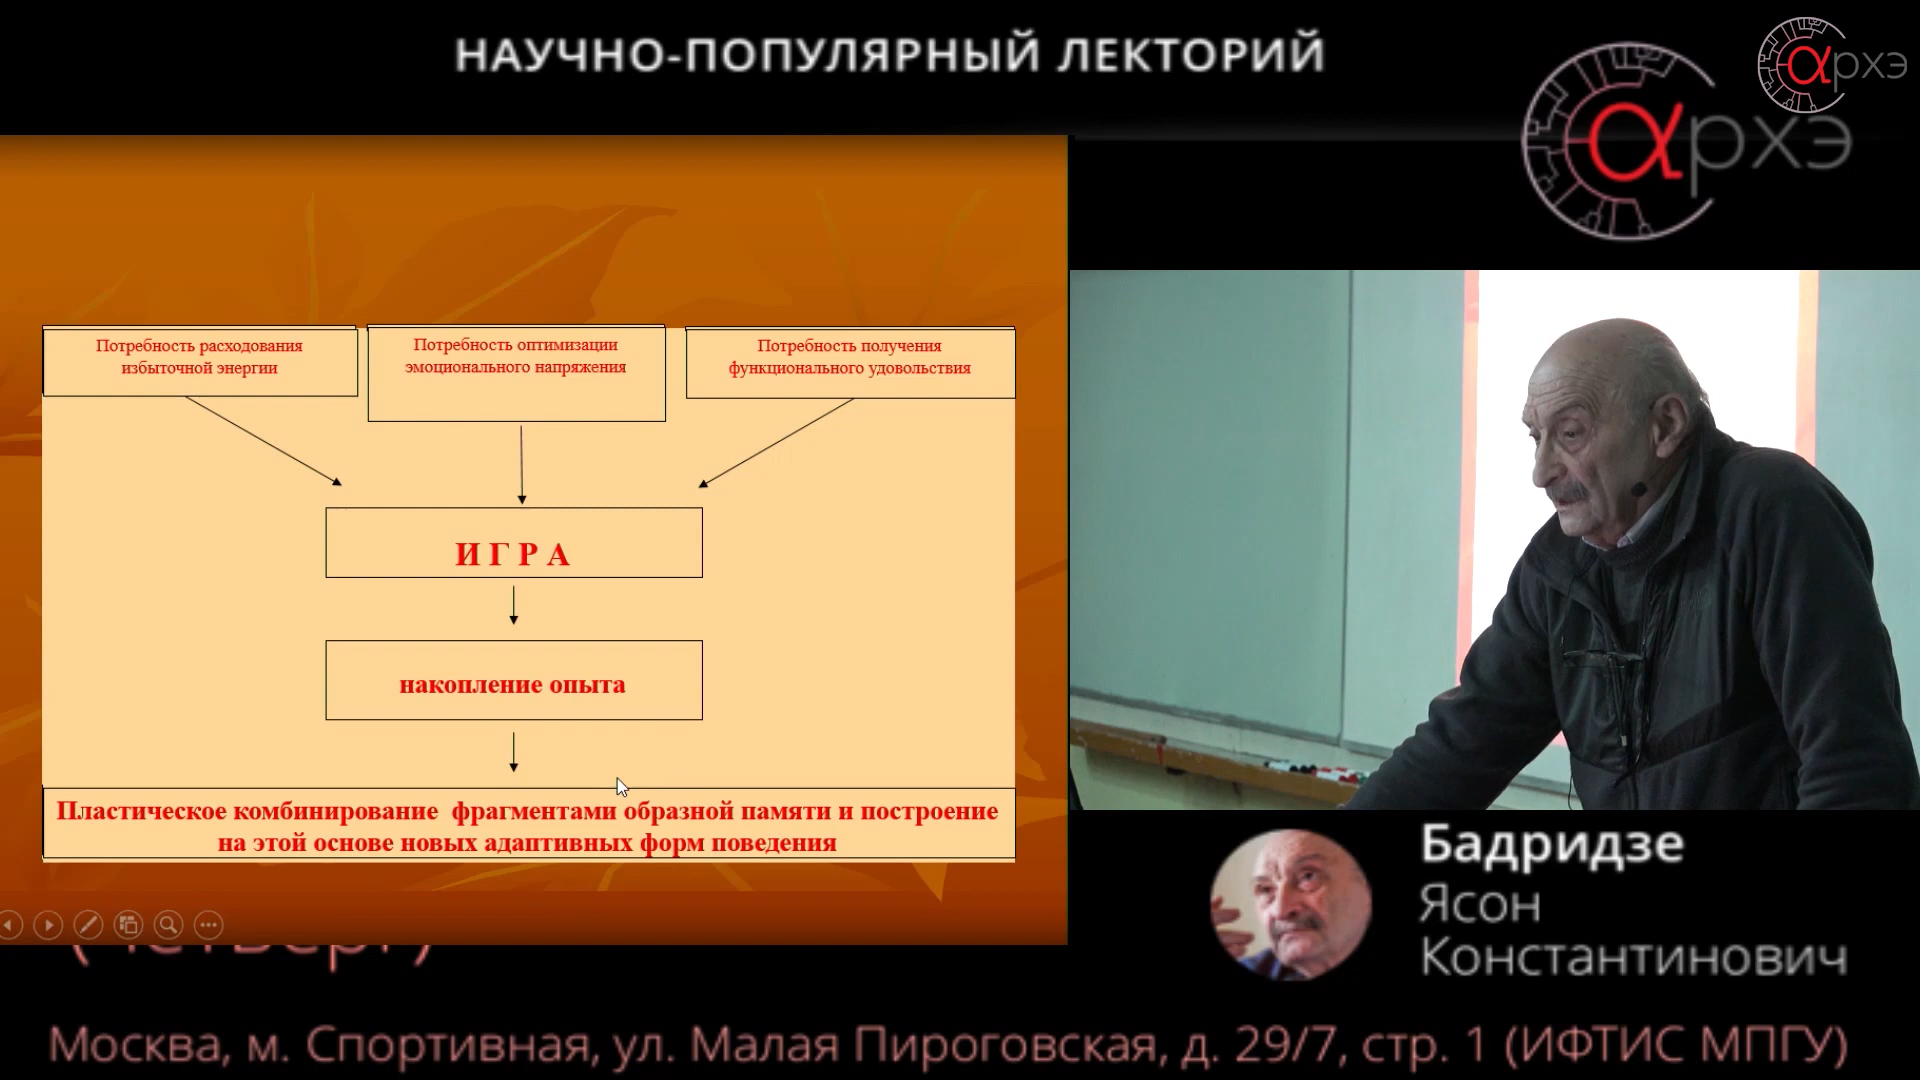 НАУЧНО-ПОПУЛЯРНЫЙ ЛЕКТОРИЙ
αрхэ
αрхэ
Потребность расходования
избыточной энергии
Потребность оптимизации
эмоционального напряжения
Потребность получения
функционального удовольствия
И Г Р А
накопление опыта
Пластическое комбинирование фрагментами образной памяти и построение
на этой основе новых адаптивных форм поведения
Бадридзе
Ясон
Константинович
(четверг)
Москва, м. Спортивная, ул. Малая Пироговская, д. 29/7, стр. 1 (ИФТИС МПГУ)